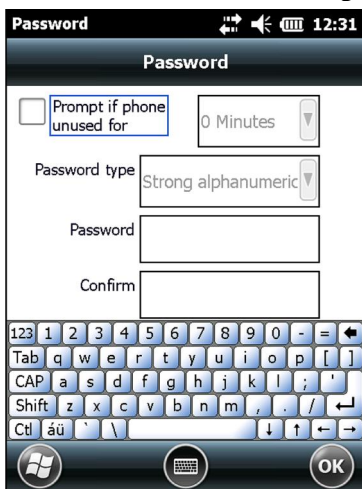 Password 12:31
Password
Prompt if phone
unused for
0 Minutes
Password type
Strong alphanumeric
Password
Confirm
123 1 2 3 4 5 6 7 8 9 0 - =
Tab q w e r t y u i o p [ ]
CAP a s d f g h j k l ; '
Shift z x c v b n m , . /
Ctl áü ` \
OK